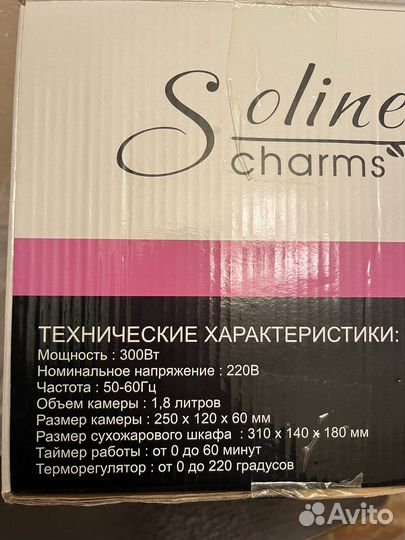 Soline
charms
ТЕХНИЧЕСКИЕ ХАРАКТЕРИСТИКИ:
Мощность : 300Вт
Номинальное напряжение : 220В
Частота : 50-60Гц
Объем камеры : 1,8 литров
Размер камеры : 250 x 120 x 60 мм
Размер сухожарового шкафа : 310 x 140 x 180 мм
Таймер работы : от 0 до 60 минут
Терморегулятор : от 0 до 220 градусов
Avito